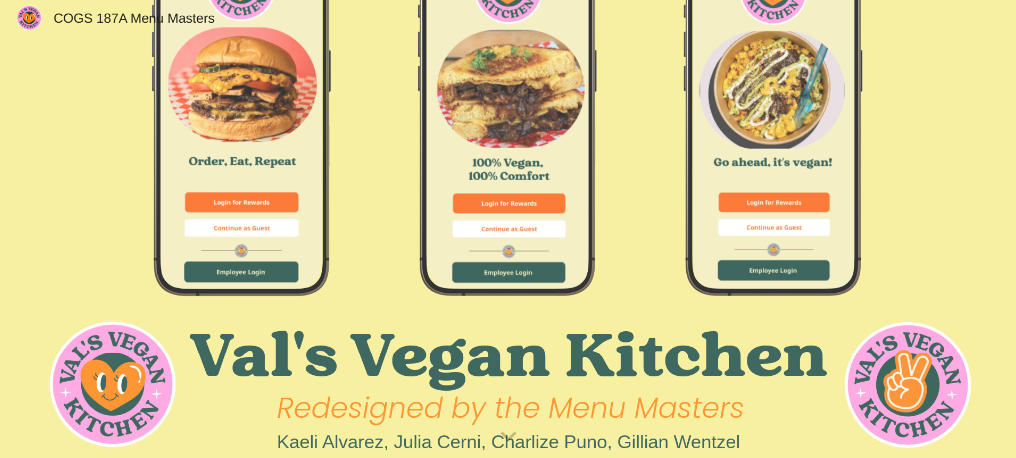 COGS 187A Menu Masters
Order, Eat, Repeat
Login for Rewards
Continue as Guest
Employee Login
100% Vegan,
100% Comfort
Login for Rewards
Continue as Guest
Employee Login
Go ahead, it's vegan!
Login for Rewards
Continue as Guest
Employee Login
VAL'S VEGAN
KITCHEN
Val's Vegan Kitchen
VAL'S VEGAN
KITCHEN
Redesigned by the Menu Masters
Kaeli Alvarez, Julia Cerni, Charlize Puno, Gillian Wentzel